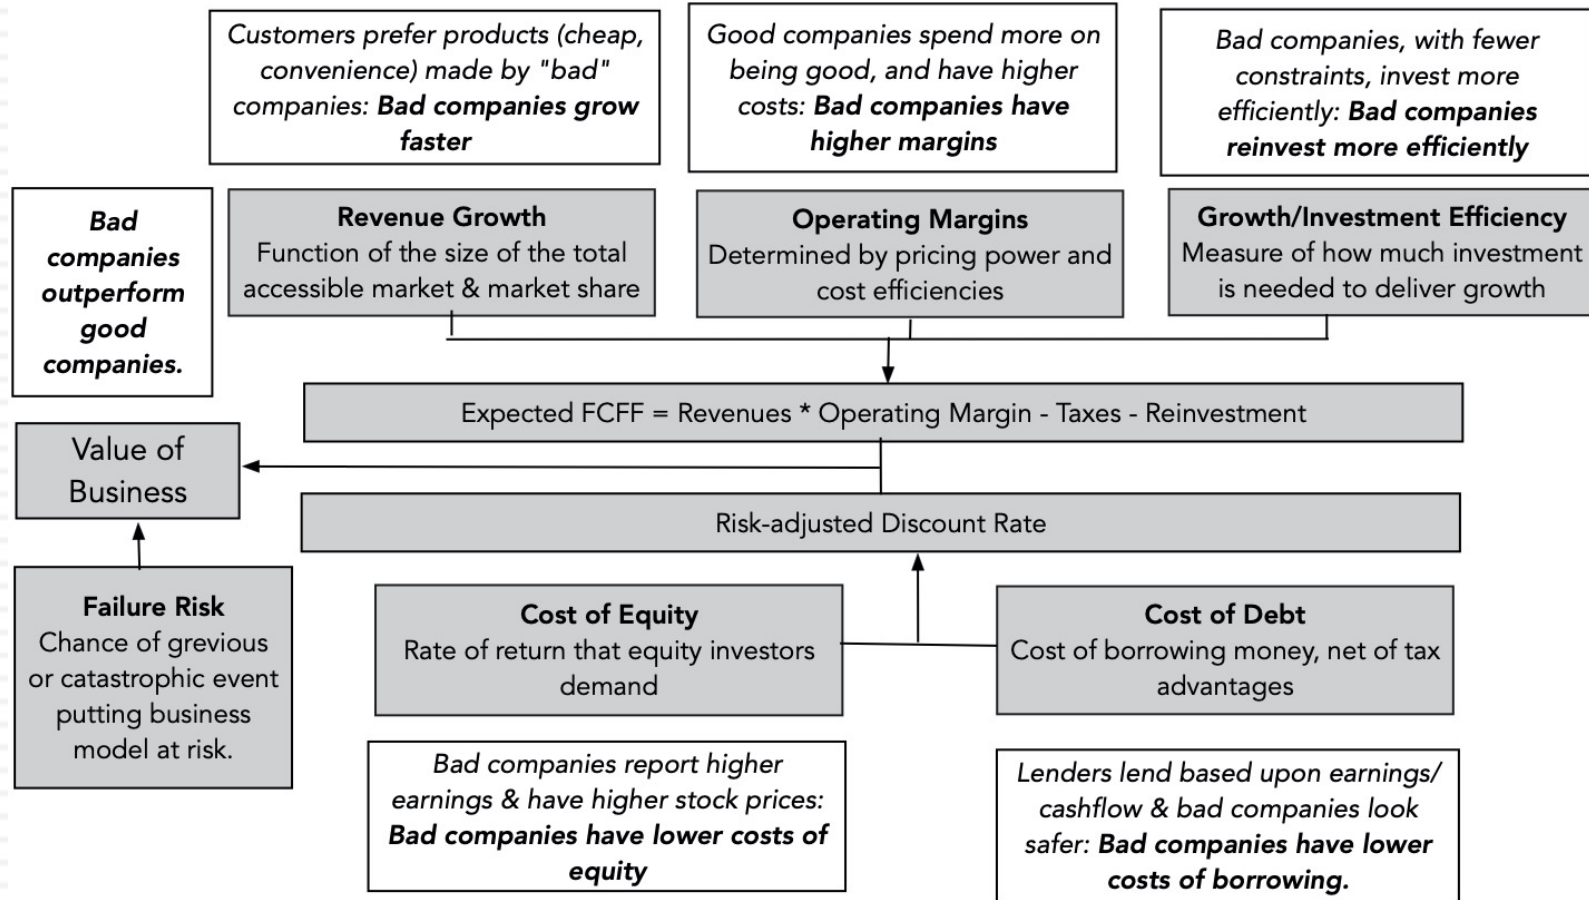 Customers prefer products (cheap,
convenience) made by "bad"
companies: Bad companies grow
faster
Good companies spend more on
being good, and have higher
costs: Bad companies have
higher margins
Bad companies, with fewer
constraints, invest more
efficiently: Bad companies
reinvest more efficiently
Bad
companies
outperform
good
companies.
Revenue Growth
Function of the size of the total
accessible market & market share
Operating Margins
Determined by pricing power and
cost efficiencies
Growth/Investment Efficiency
Measure of how much investment
is needed to deliver growth
Expected FCFF = Revenues * Operating Margin - Taxes - Reinvestment
Value of
Business
Risk-adjusted Discount Rate
Failure Risk
Chance of grevious
or catastrophic event
putting business
model at risk.
Cost of Equity
Rate of return that equity investors
demand
Cost of Debt
Cost of borrowing money, net of tax
advantages
Bad companies report higher
earnings & have higher stock prices:
Bad companies have lower costs of
equity
Lenders lend based upon earnings/
cashflow & bad companies look
safer: Bad companies have lower
costs of borrowing.